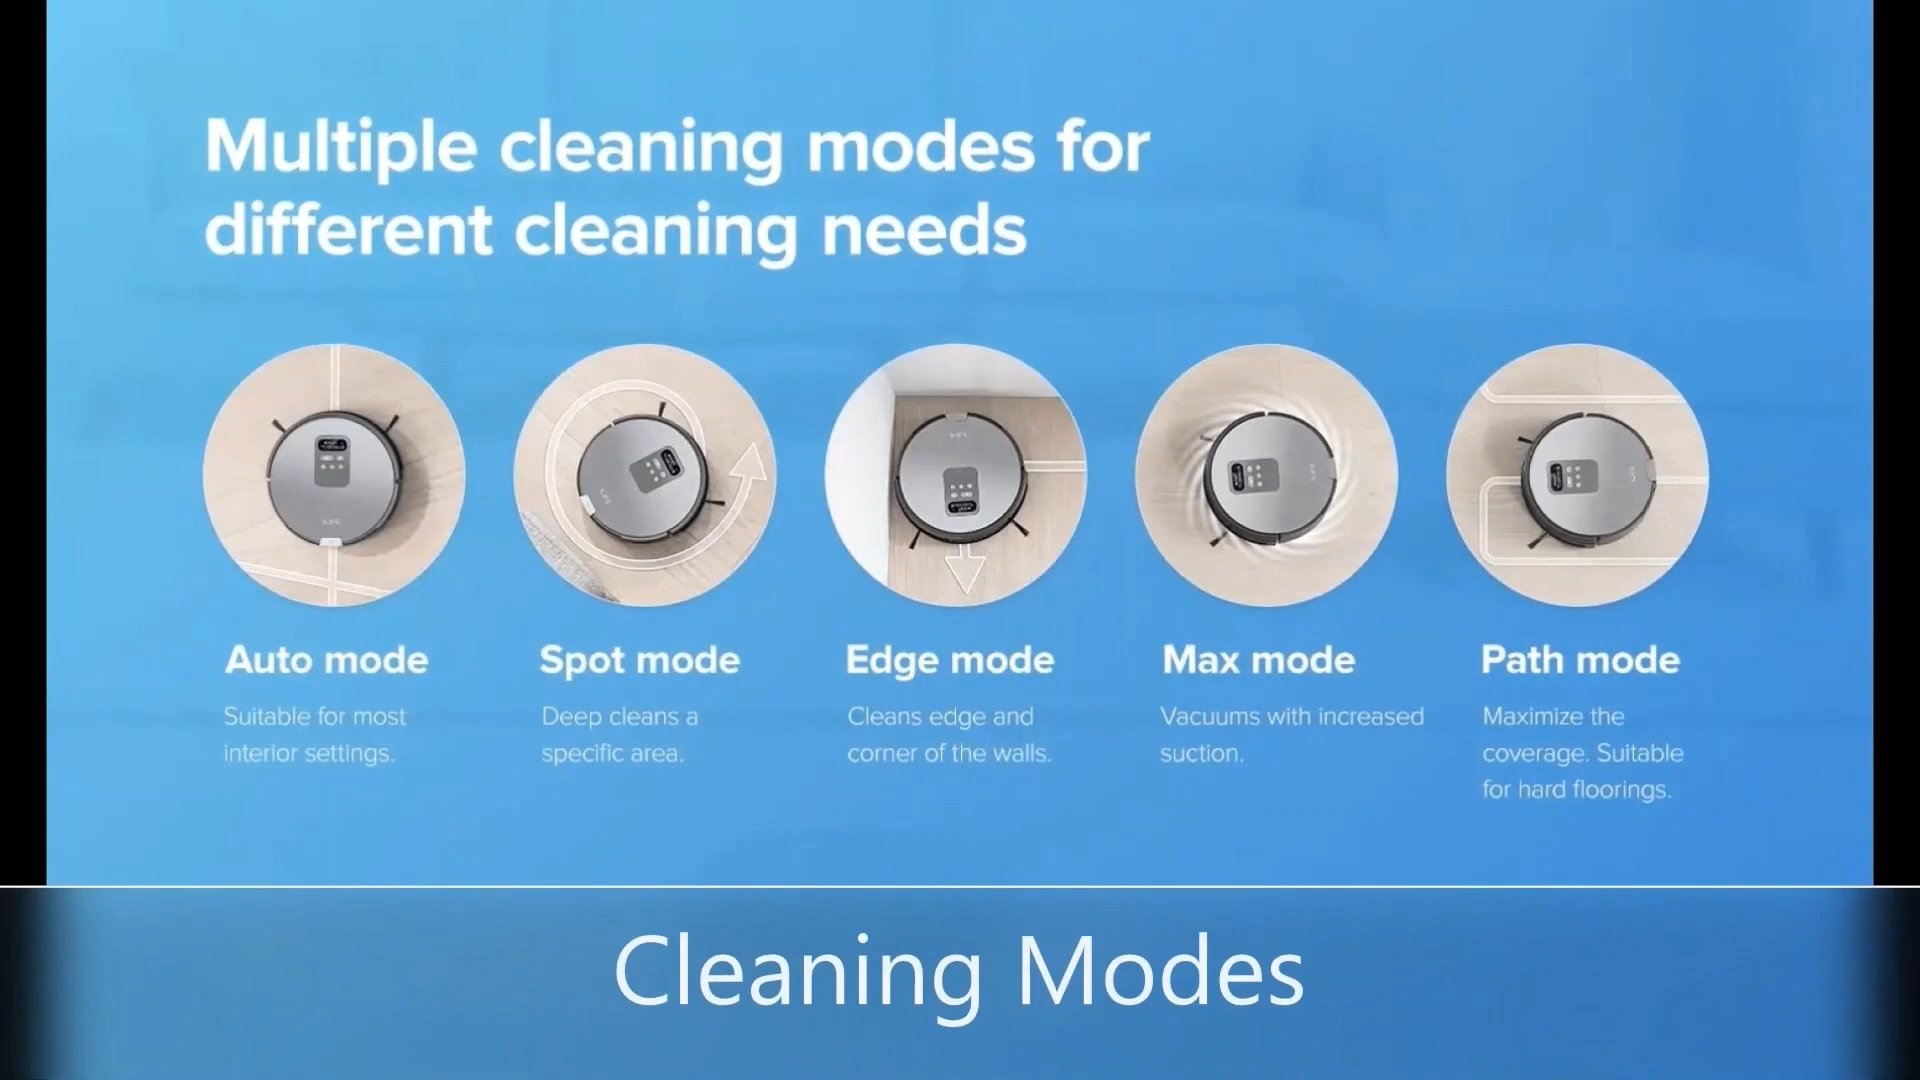 Multiple cleaning modes for
different cleaning needs
Auto mode
Suitable for most
interior settings.
Spot mode
Deep cleans a
specific area.
Edge mode
Cleans edge and
corner of the walls.
Max mode
Vacuums with increased
suction.
Path mode
Maximize the
coverage. Suitable
for hard floorings.
Cleaning Modes